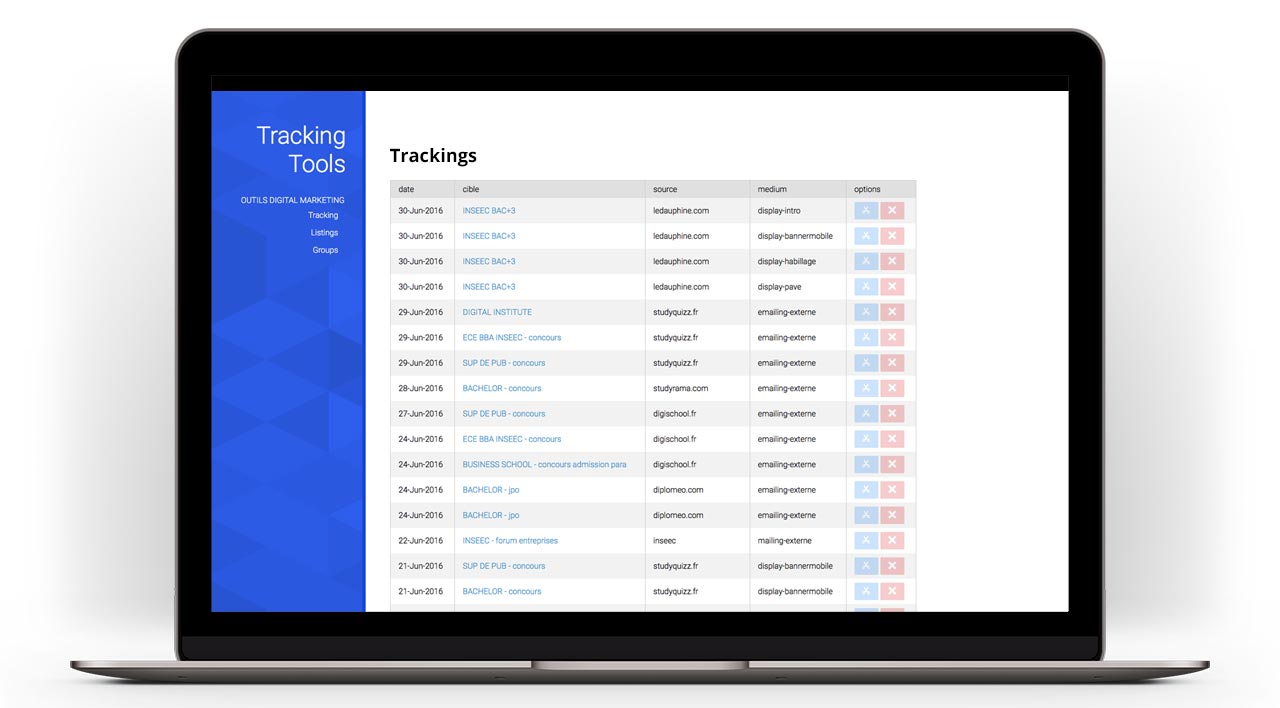 Tracking
Tools
OUTILS DIGITAL MARKETING
Tracking
Listings
Groups
Trackings
date cible source medium options
30-Jun-2016 INSEEC BAC+3 ledauphine.com display-intro
30-Jun-2016 INSEEC BAC+3 ledauphine.com display-bannermobile
30-Jun-2016 INSEEC BAC+3 ledauphine.com display-habillage
30-Jun-2016 INSEEC BAC+3 ledauphine.com display-pave
29-Jun-2016 DIGITAL INSTITUTE studyquizz.fr emailing-externe
29-Jun-2016 ECE BBA INSEEC - concours studyquizz.fr emailing-externe
29-Jun-2016 SUP DE PUB - concours studyquizz.fr emailing-externe
28-Jun-2016 BACHELOR - concours studyrama.com emailing-externe
27-Jun-2016 SUP DE PUB - concours digischool.fr emailing-externe
24-Jun-2016 ECE BBA INSEEC - concours digischool.fr emailing-externe
24-Jun-2016 BUSINESS SCHOOL - concours admission para digischool.fr emailing-externe
24-Jun-2016 BACHELOR - jpo diplomeo.com emailing-externe
24-Jun-2016 BACHELOR - jpo diplomeo.com emailing-externe
22-Jun-2016 INSEEC - forum entreprises inseec mailing-externe
21-Jun-2016 SUP DE PUB - concours studyquizz.fr display-bannermobile
21-Jun-2016 BACHELOR - concours studyquizz.fr display-bannermobile